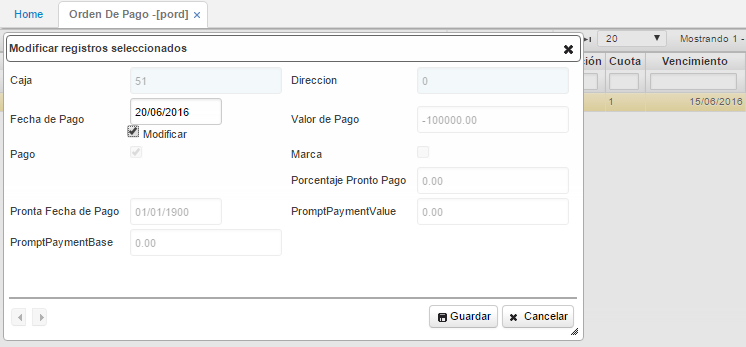 Home
Orden De Pago -[pord] ×
Modificar registros seleccionados
20
Mostrando 1 -
ión
Cuota
Vencimiento
1
15/06/2016
Caja
51
Direccion
0
Fecha de Pago
20/06/2016
Modificar
Valor de Pago
-100000.00
Pago
Marca
Porcentaje Pronto Pago
0.00
Pronta Fecha de Pago
01/01/1900
PromptPaymentValue
0.00
PromptPaymentBase
0.00
Guardar
Cancelar